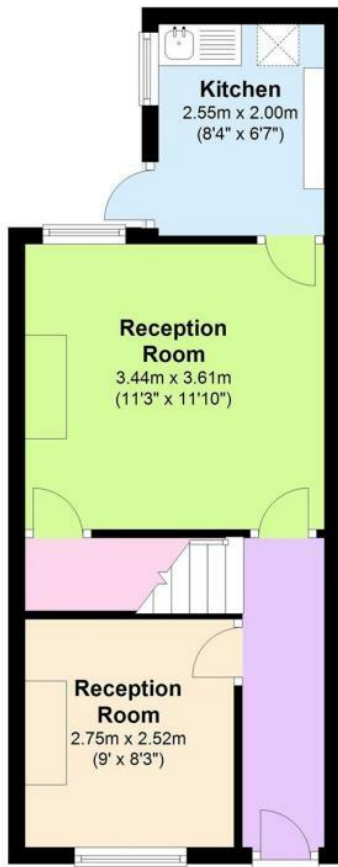 Kitchen
2.55m x 2.00m
(8'4" x 6'7")
Reception
Room
3.44m x 3.61m
(11'3" x 11'10")
Reception
Room
2.75m x 2.52m
(9' x 8'3")